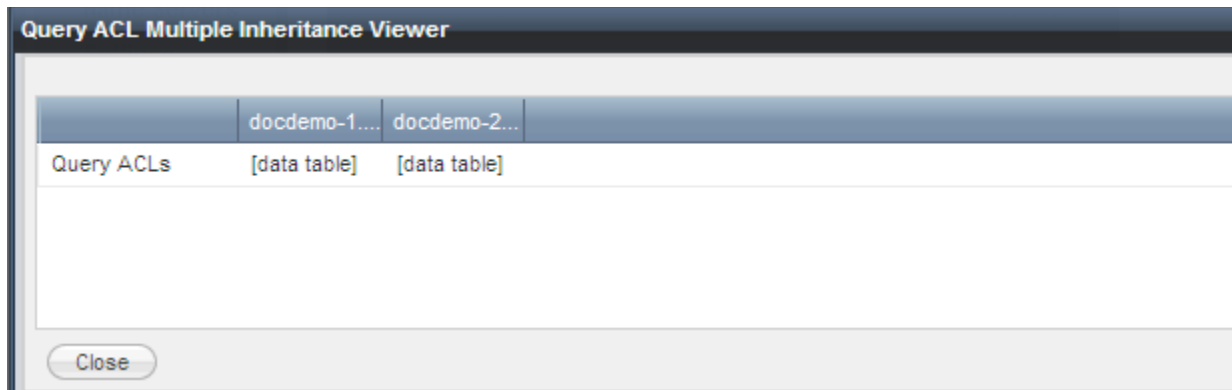 Query ACL Multiple Inheritance Viewer
docdemo-1.... docdemo-2...
Query ACLs [data table] [data table]
Close